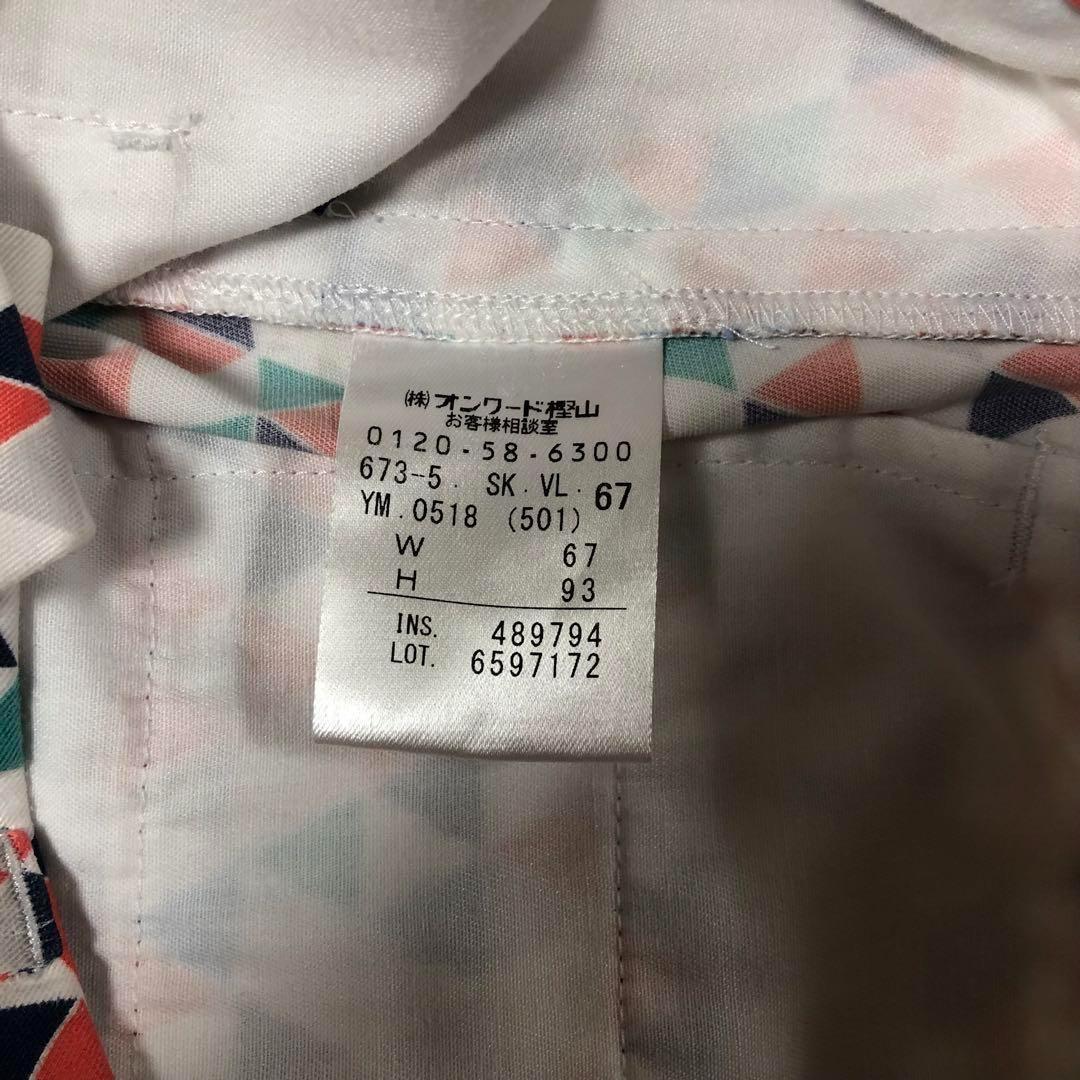 (株)オンワード樫山
お客様相談室
0120-58-6300
673-5. SK.VL. 67
YM.0518 (501)
W 67
H 93
INS. 489794
LOT. 6597172